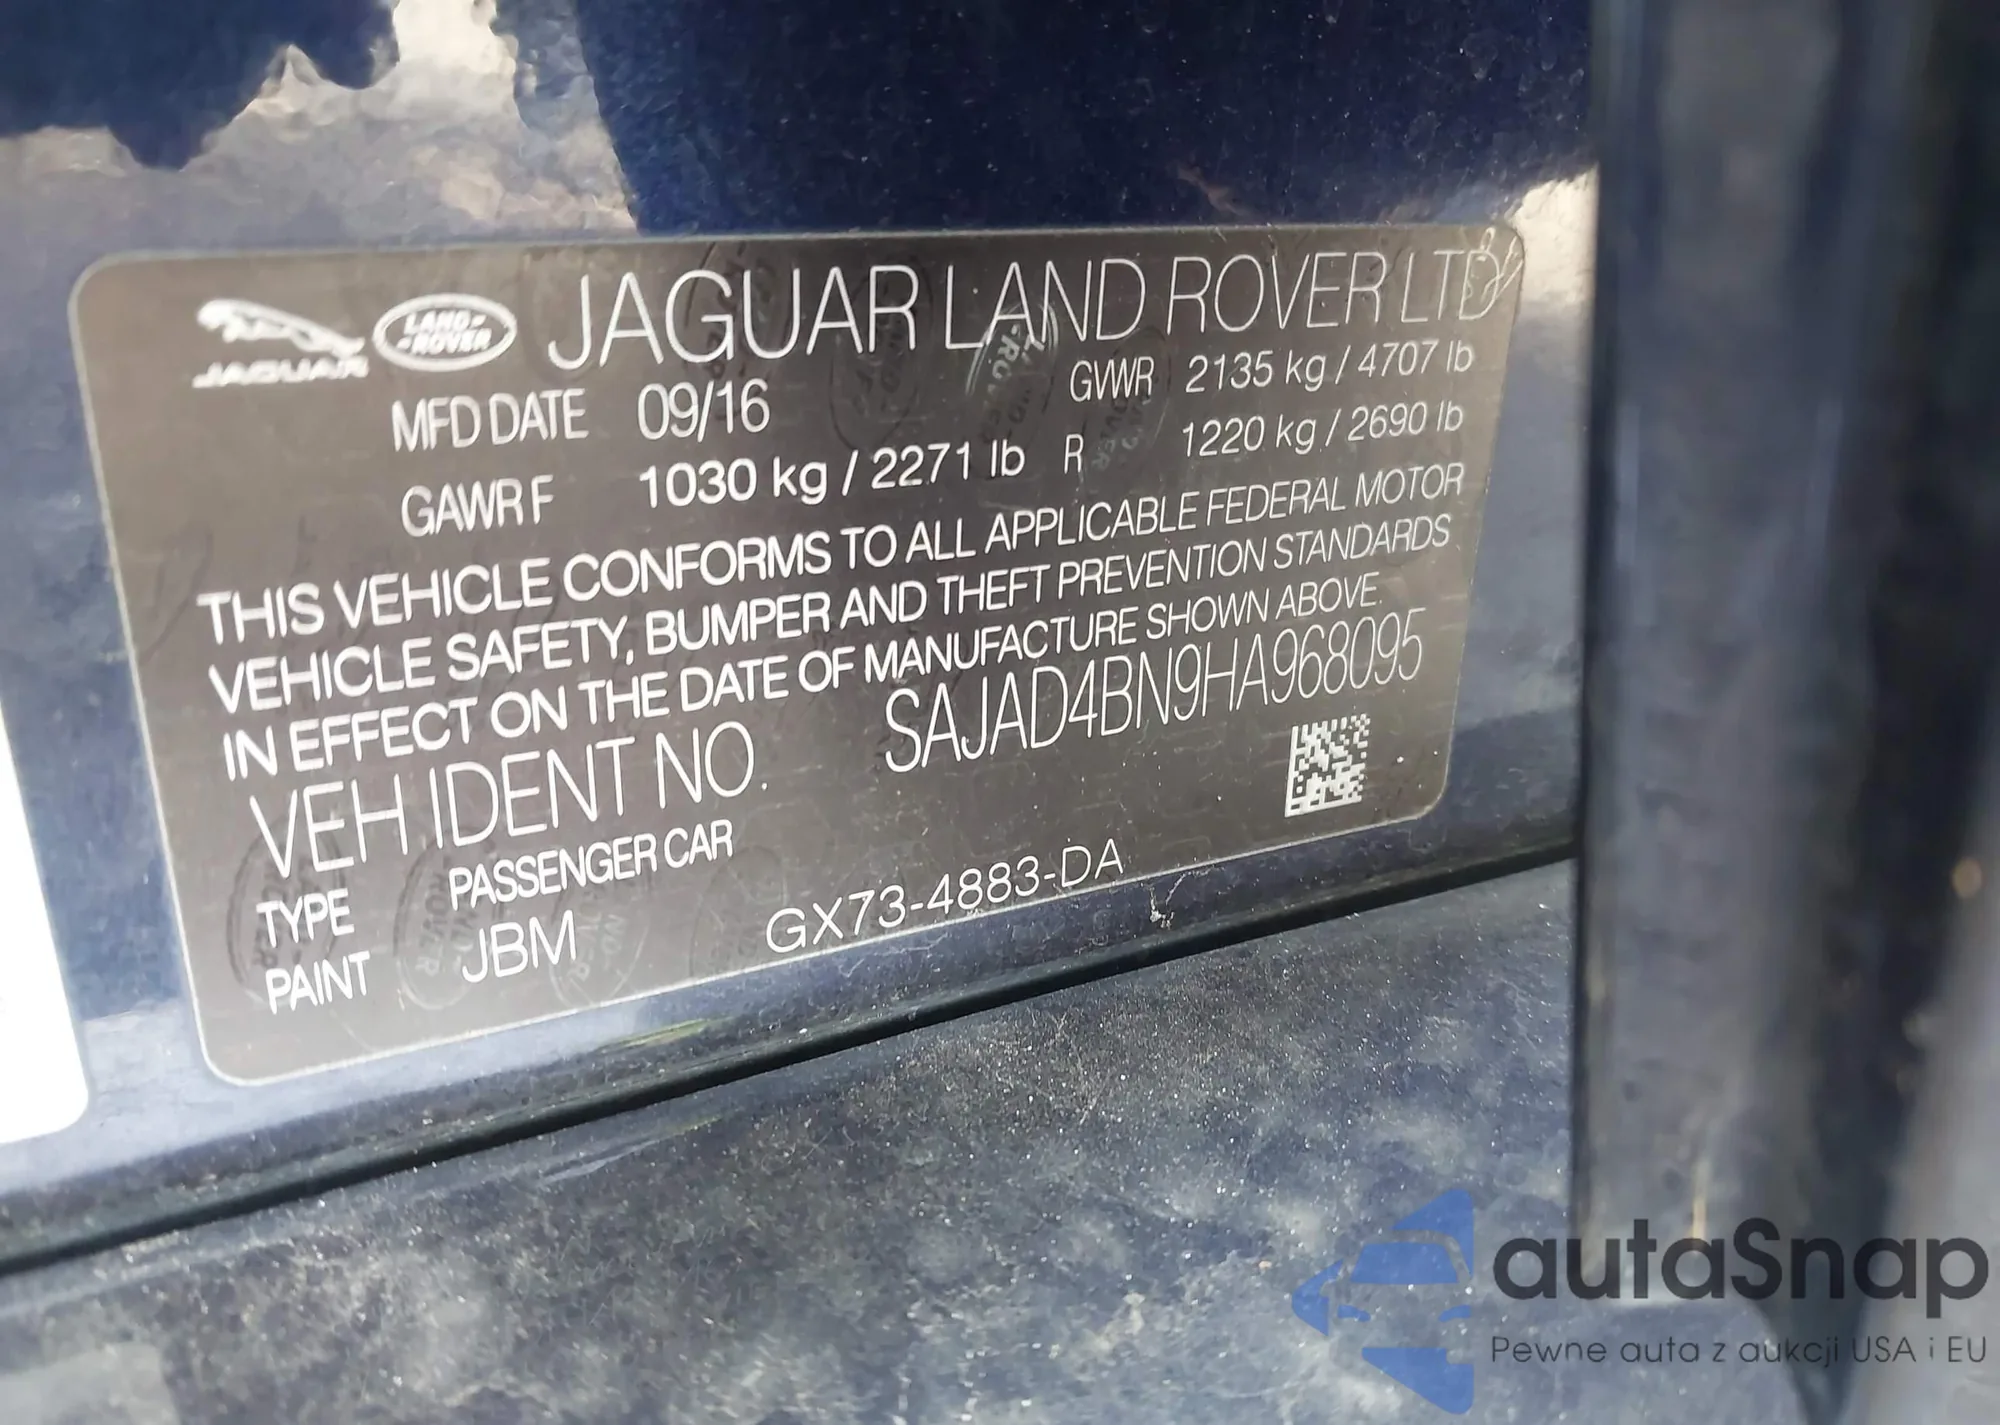 JAGUAR LAND-ROVER JAGUAR LAND ROVER LTD
MFD DATE 09/16 GVWR 2135 kg / 4707 lb
GAWR F 1030 kg / 2271 lb R 1220 kg / 2690 lb
THIS VEHICLE CONFORMS TO ALL APPLICABLE FEDERAL MOTOR
VEHICLE SAFETY, BUMPER AND THEFT PREVENTION STANDARDS
IN EFFECT ON THE DATE OF MANUFACTURE SHOWN ABOVE.
VEH IDENT NO. SAJAD4BN9HA968095
TYPE PASSENGER CAR
PAINT JBM GX73-4883-DA
autaSnap
Pewne auta z aukcji USA i EU